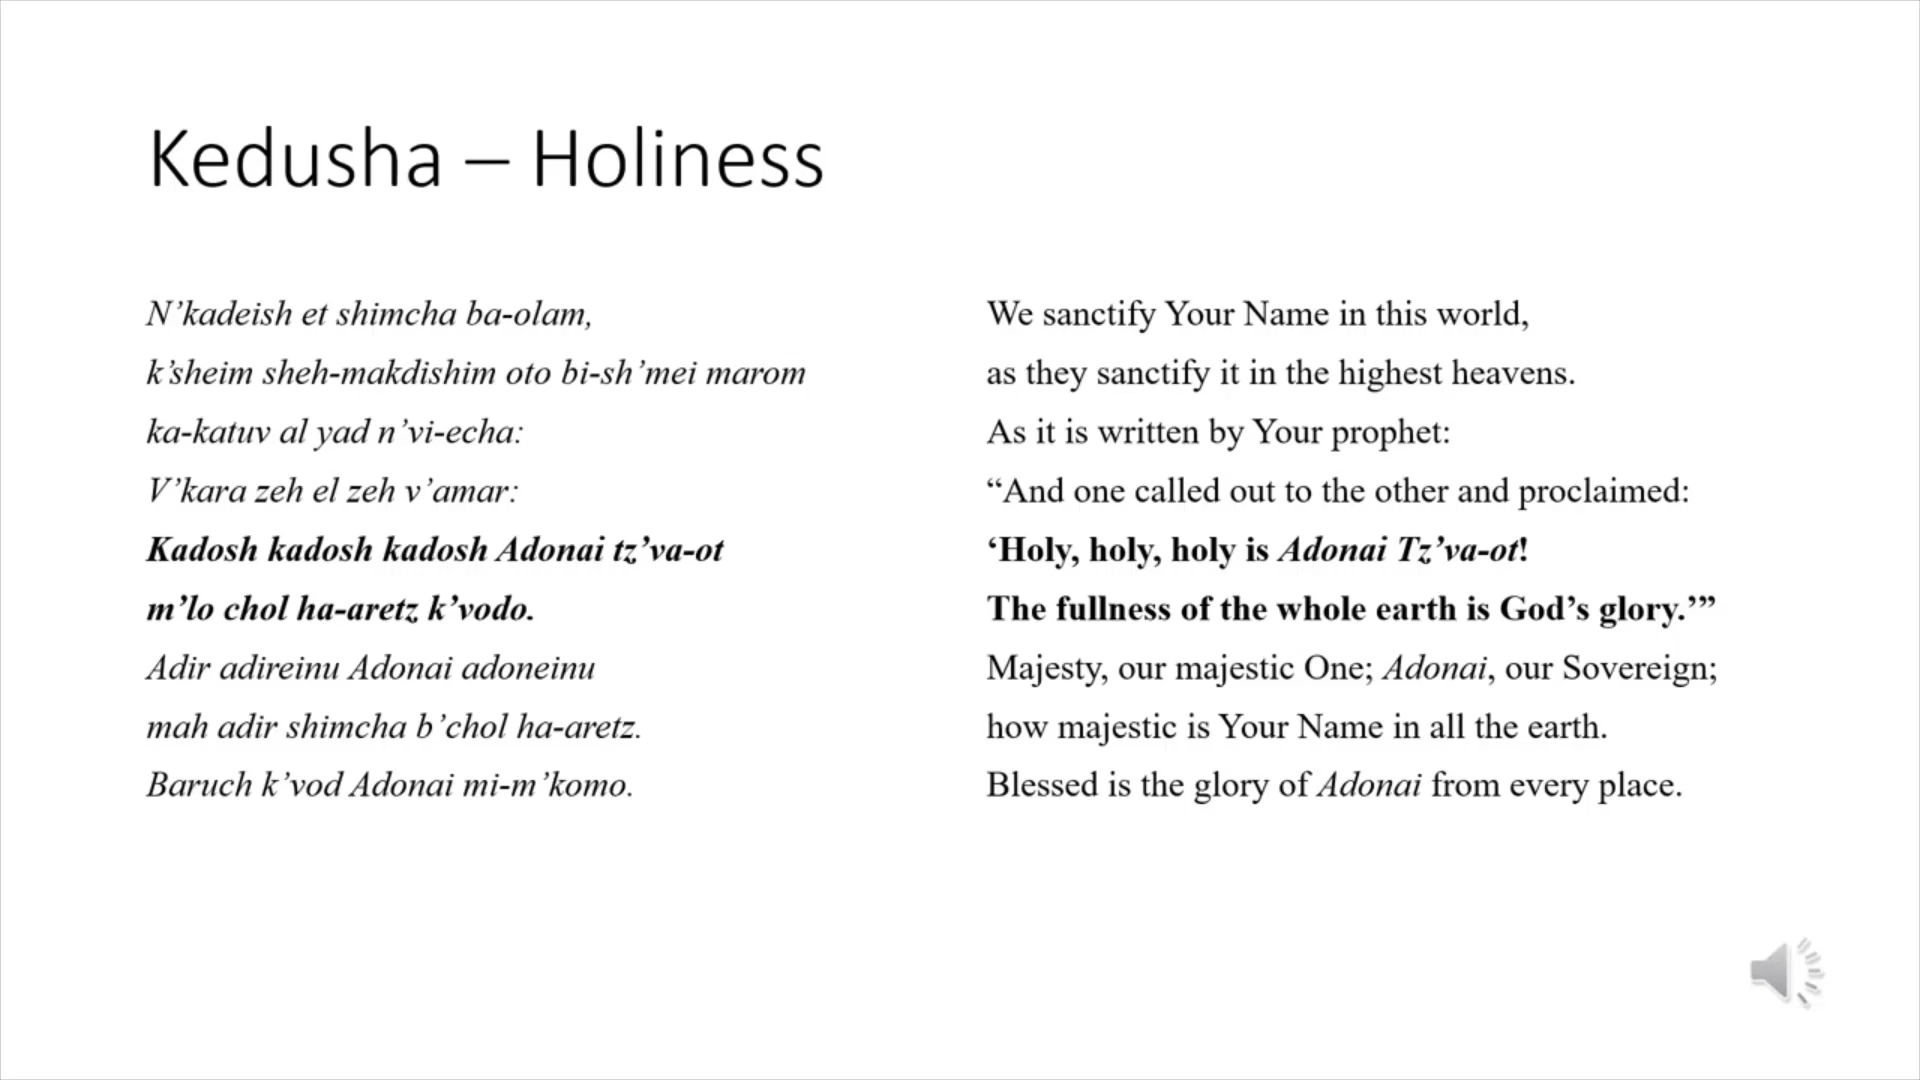 Kedusha – Holiness
N’kadeish et shimcha ba-olam,
k’sheim sheh-makdishim oto bi-sh’mei marom
ka-katuv al yad n’vi-echa:
V’kara zeh el zeh v’amar:
Kadosh kadosh kadosh Adonai tz’va-ot
m’lo chol ha-aretz k’vodo.
Adir adireinu Adonai adoneinu
mah adir shimcha b’chol ha-aretz.
Baruch k’vod Adonai mi-m’komo.
We sanctify Your Name in this world,
as they sanctify it in the highest heavens.
As it is written by Your prophet:
“And one called out to the other and proclaimed:
‘Holy, holy, holy is Adonai Tz’va-ot!
The fullness of the whole earth is God’s glory.’”
Majesty, our majestic One; Adonai, our Sovereign;
how majestic is Your Name in all the earth.
Blessed is the glory of Adonai from every place.